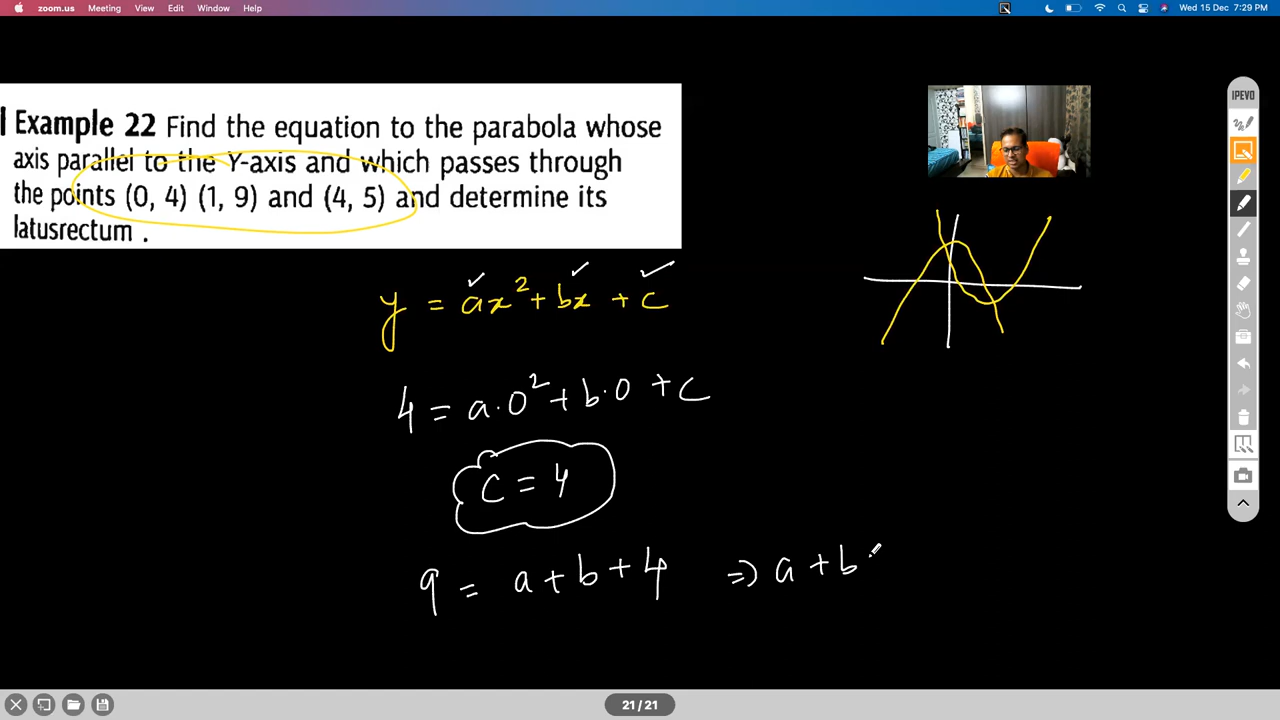 zoom.us Meeting View Edit Window Help Wed 15 Dec 7:29 PM
IPEVO
Example 22 Find the equation to the parabola whose
axis parallel to the Y-axis and which passes through
the points (0, 4) (1, 9) and (4, 5) and determine its
latusrectum .
y = ax² + bx + c
4 = a·0² + b·0 + c
c = 4
9 = a + b + 4 ⇒ a + b
21 / 21